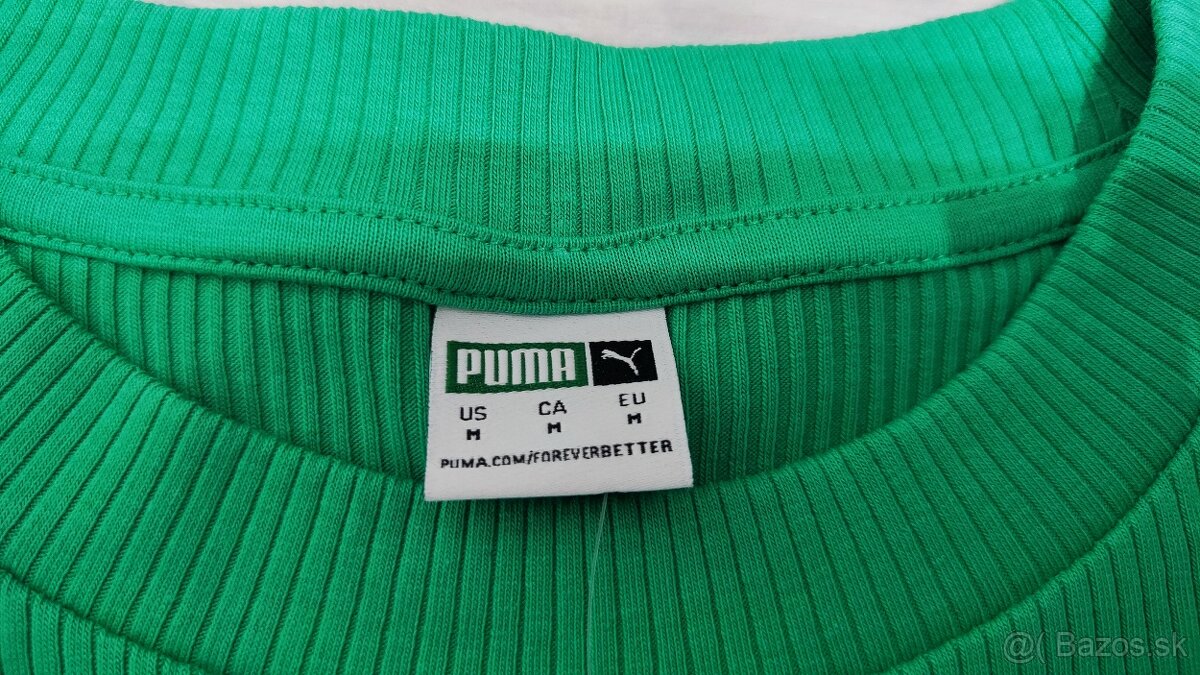 PUMA
US CA EU
M M M
PUMA.COM/FOREVERBETTER
@( Bazos.sk